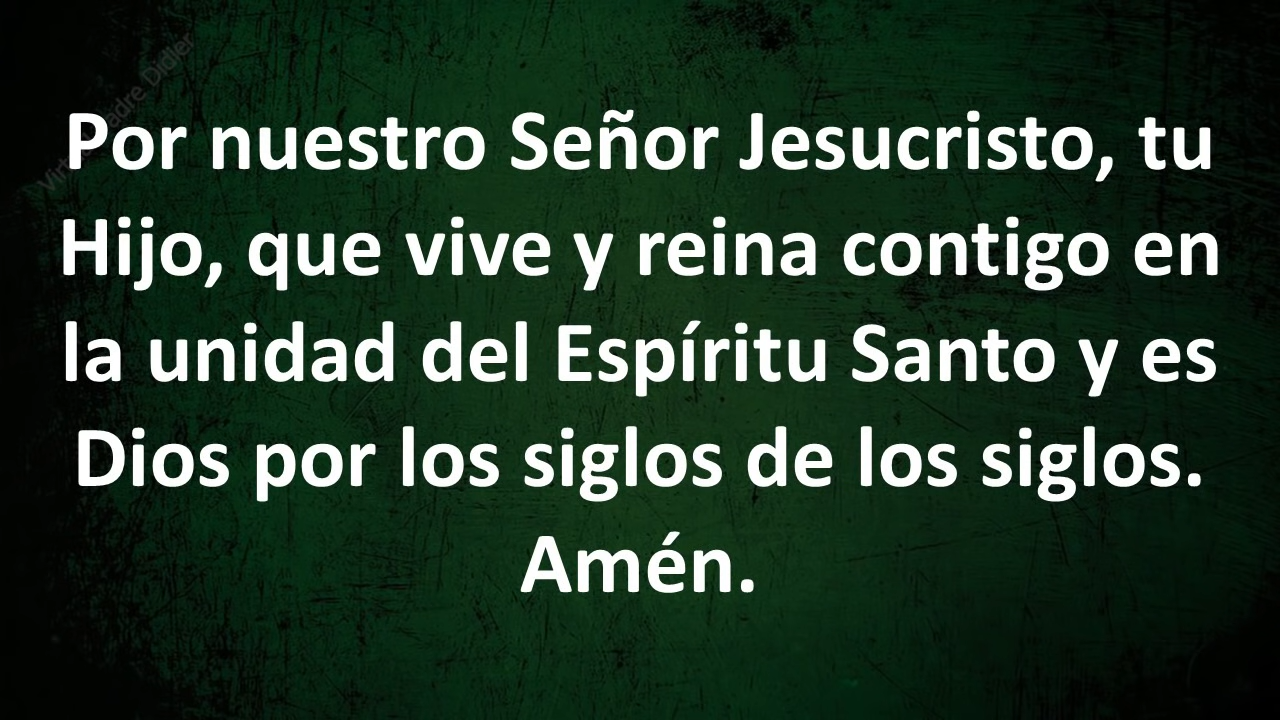 Por nuestro Señor Jesucristo, tu
Hijo, que vive y reina contigo en
la unidad del Espíritu Santo y es
Dios por los siglos de los siglos.
Amén.